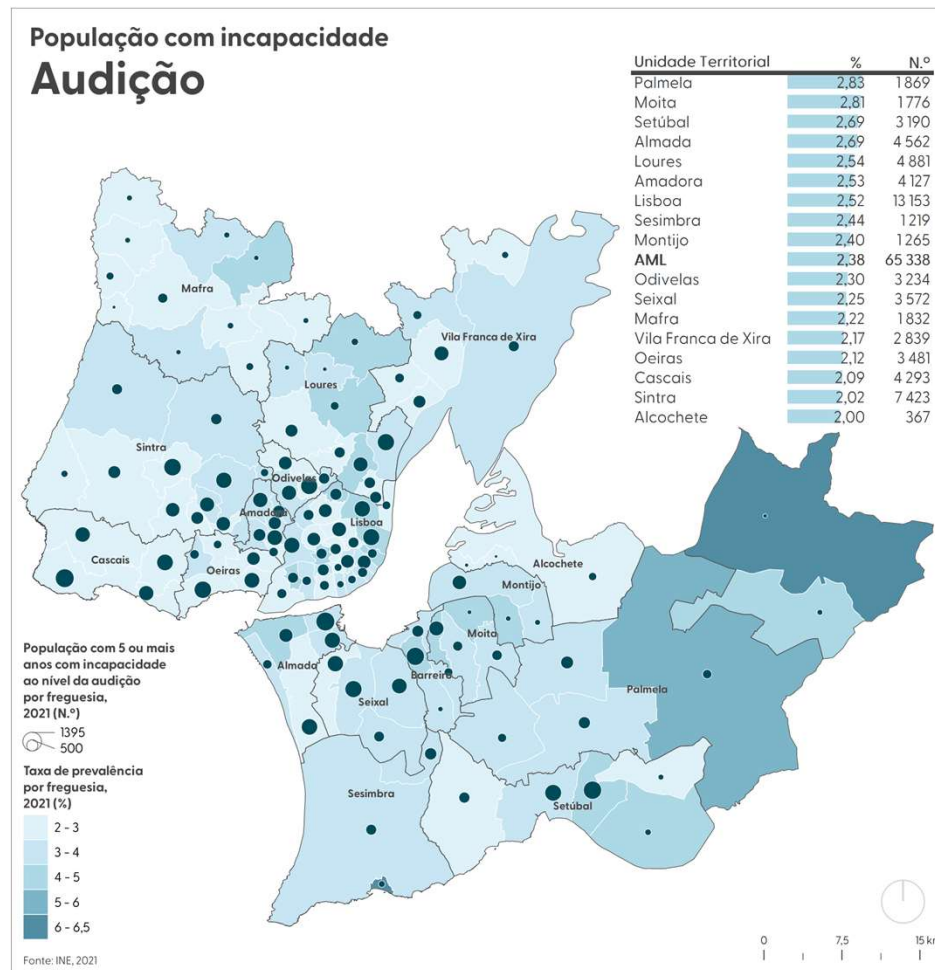 População com incapacidade
Audição
Unidade Territorial % N.º
Palmela 2,83 1 869
Moita 2,81 1 776
Setúbal 2,69 3 190
Almada 2,69 4 562
Loures 2,54 4 881
Amadora 2,53 4 127
Lisboa 2,52 13 153
Sesimbra 2,44 1 219
Montijo 2,40 1 265
AML 2,38 65 338
Odivelas 2,30 3 234
Seixal 2,25 3 572
Mafra 2,22 1 832
Vila Franca de Xira 2,17 2 839
Oeiras 2,12 3 481
Cascais 2,09 4 293
Sintra 2,02 7 423
Alcochete 2,00 367
Mafra
Vila Franca de Xira
Loures
Sintra
Odivelas
Amadora
Lisboa
Cascais
Oeiras
Alcochete
Montijo
Moita
Almada
Barreiro
Seixal
Palmela
Sesimbra
Setúbal
População com 5 ou mais
anos com incapacidade
ao nível da audição
por freguesia,
2021 (N.º)
1395
500
Taxa de prevalência
por freguesia,
2021 (%)
2 - 3
3 - 4
4 - 5
5 - 6
6 - 6,5
Fonte: INE, 2021
0 7,5 15 km